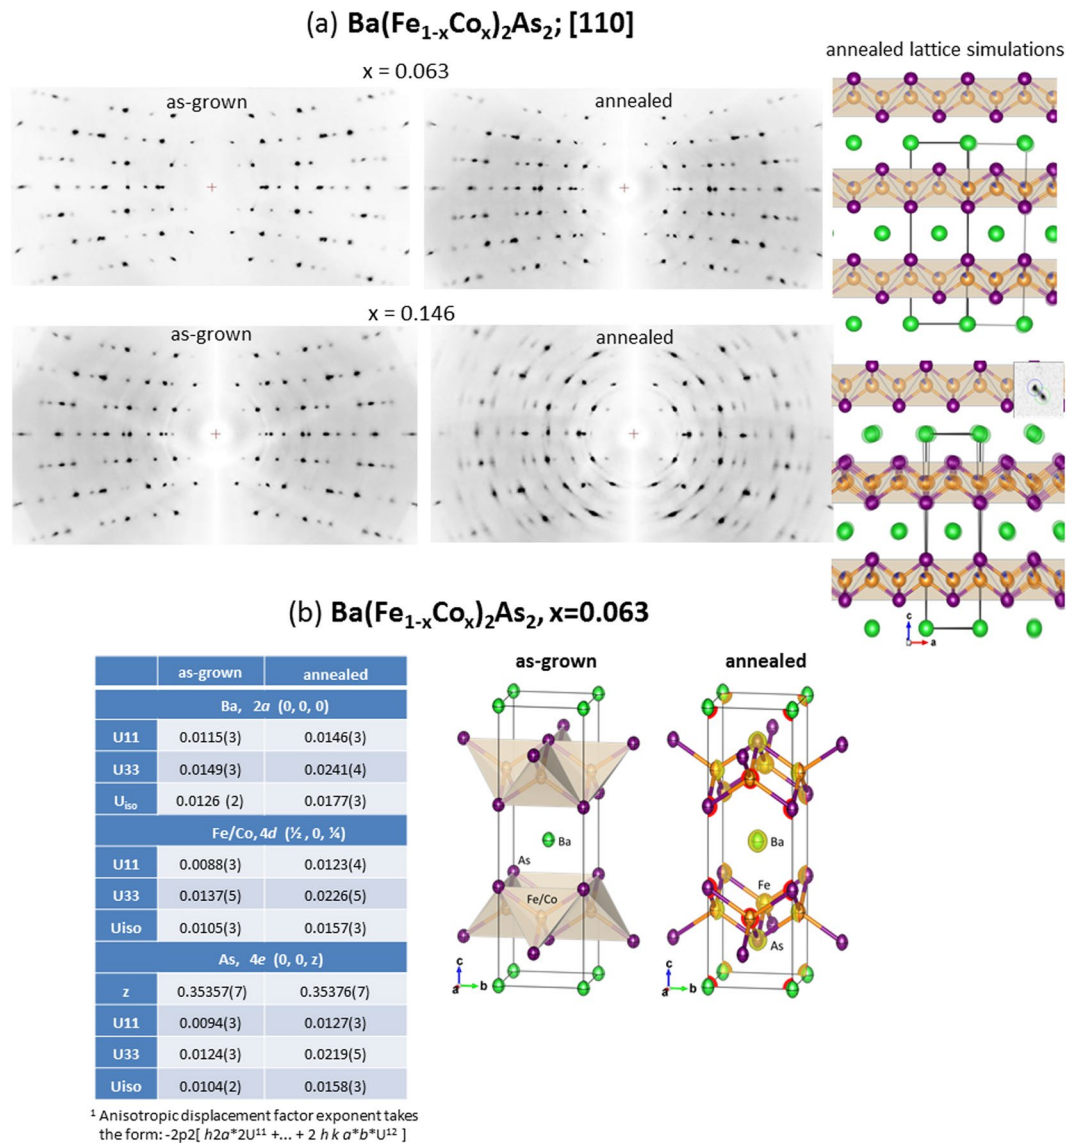 (a) Ba(Fe1-xCox)2As2; [110]
annealed lattice simulations
x = 0.063
as-grown
annealed
x = 0.146
as-grown
annealed
c
a
(b) Ba(Fe1-xCox)2As2, x=0.063
as-grown annealed
Ba, 2a (0, 0, 0)
U11 0.0115(3) 0.0146(3)
U33 0.0149(3) 0.0241(4)
Uiso 0.0126 (2) 0.0177(3)
Fe/Co, 4d (½ , 0, ¼)
U11 0.0088(3) 0.0123(4)
U33 0.0137(5) 0.0226(5)
Uiso 0.0105(3) 0.0157(3)
As, 4e (0, 0, z)
z 0.35357(7) 0.35376(7)
U11 0.0094(3) 0.0127(3)
U33 0.0124(3) 0.0219(5)
Uiso 0.0104(2) 0.0158(3)
1 Anisotropic displacement factor exponent takes
the form: -2p2[ h2a*2U11 +... + 2 h k a*b*U12 ]
as-grown
annealed
Ba
As
Fe/Co
c
a
b
Ba
Fe
As
c
a
b